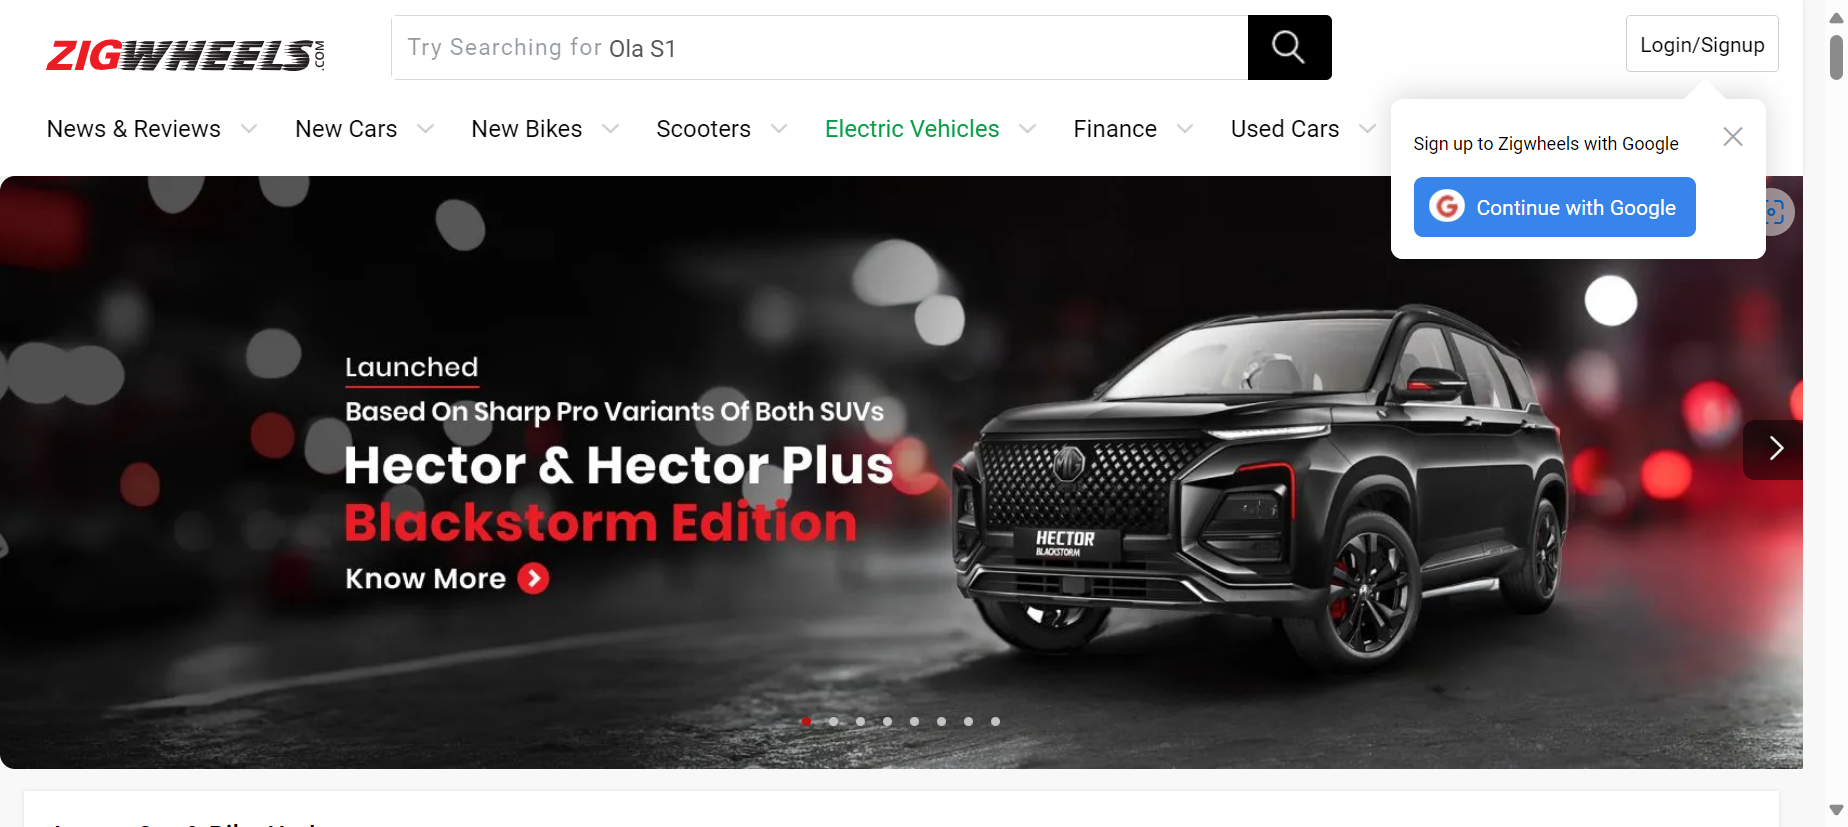 ZIGWHEELS.COM
Try Searching for Ola S1
Login/Signup
News & Reviews
New Cars
New Bikes
Scooters
Electric Vehicles
Finance
Used Cars
Sign up to Zigwheels with Google
G Continue with Google
Launched
Based On Sharp Pro Variants Of Both SUVs
Hector & Hector Plus
Blackstorm Edition
Know More
MG
HECTOR
BLACKSTORM